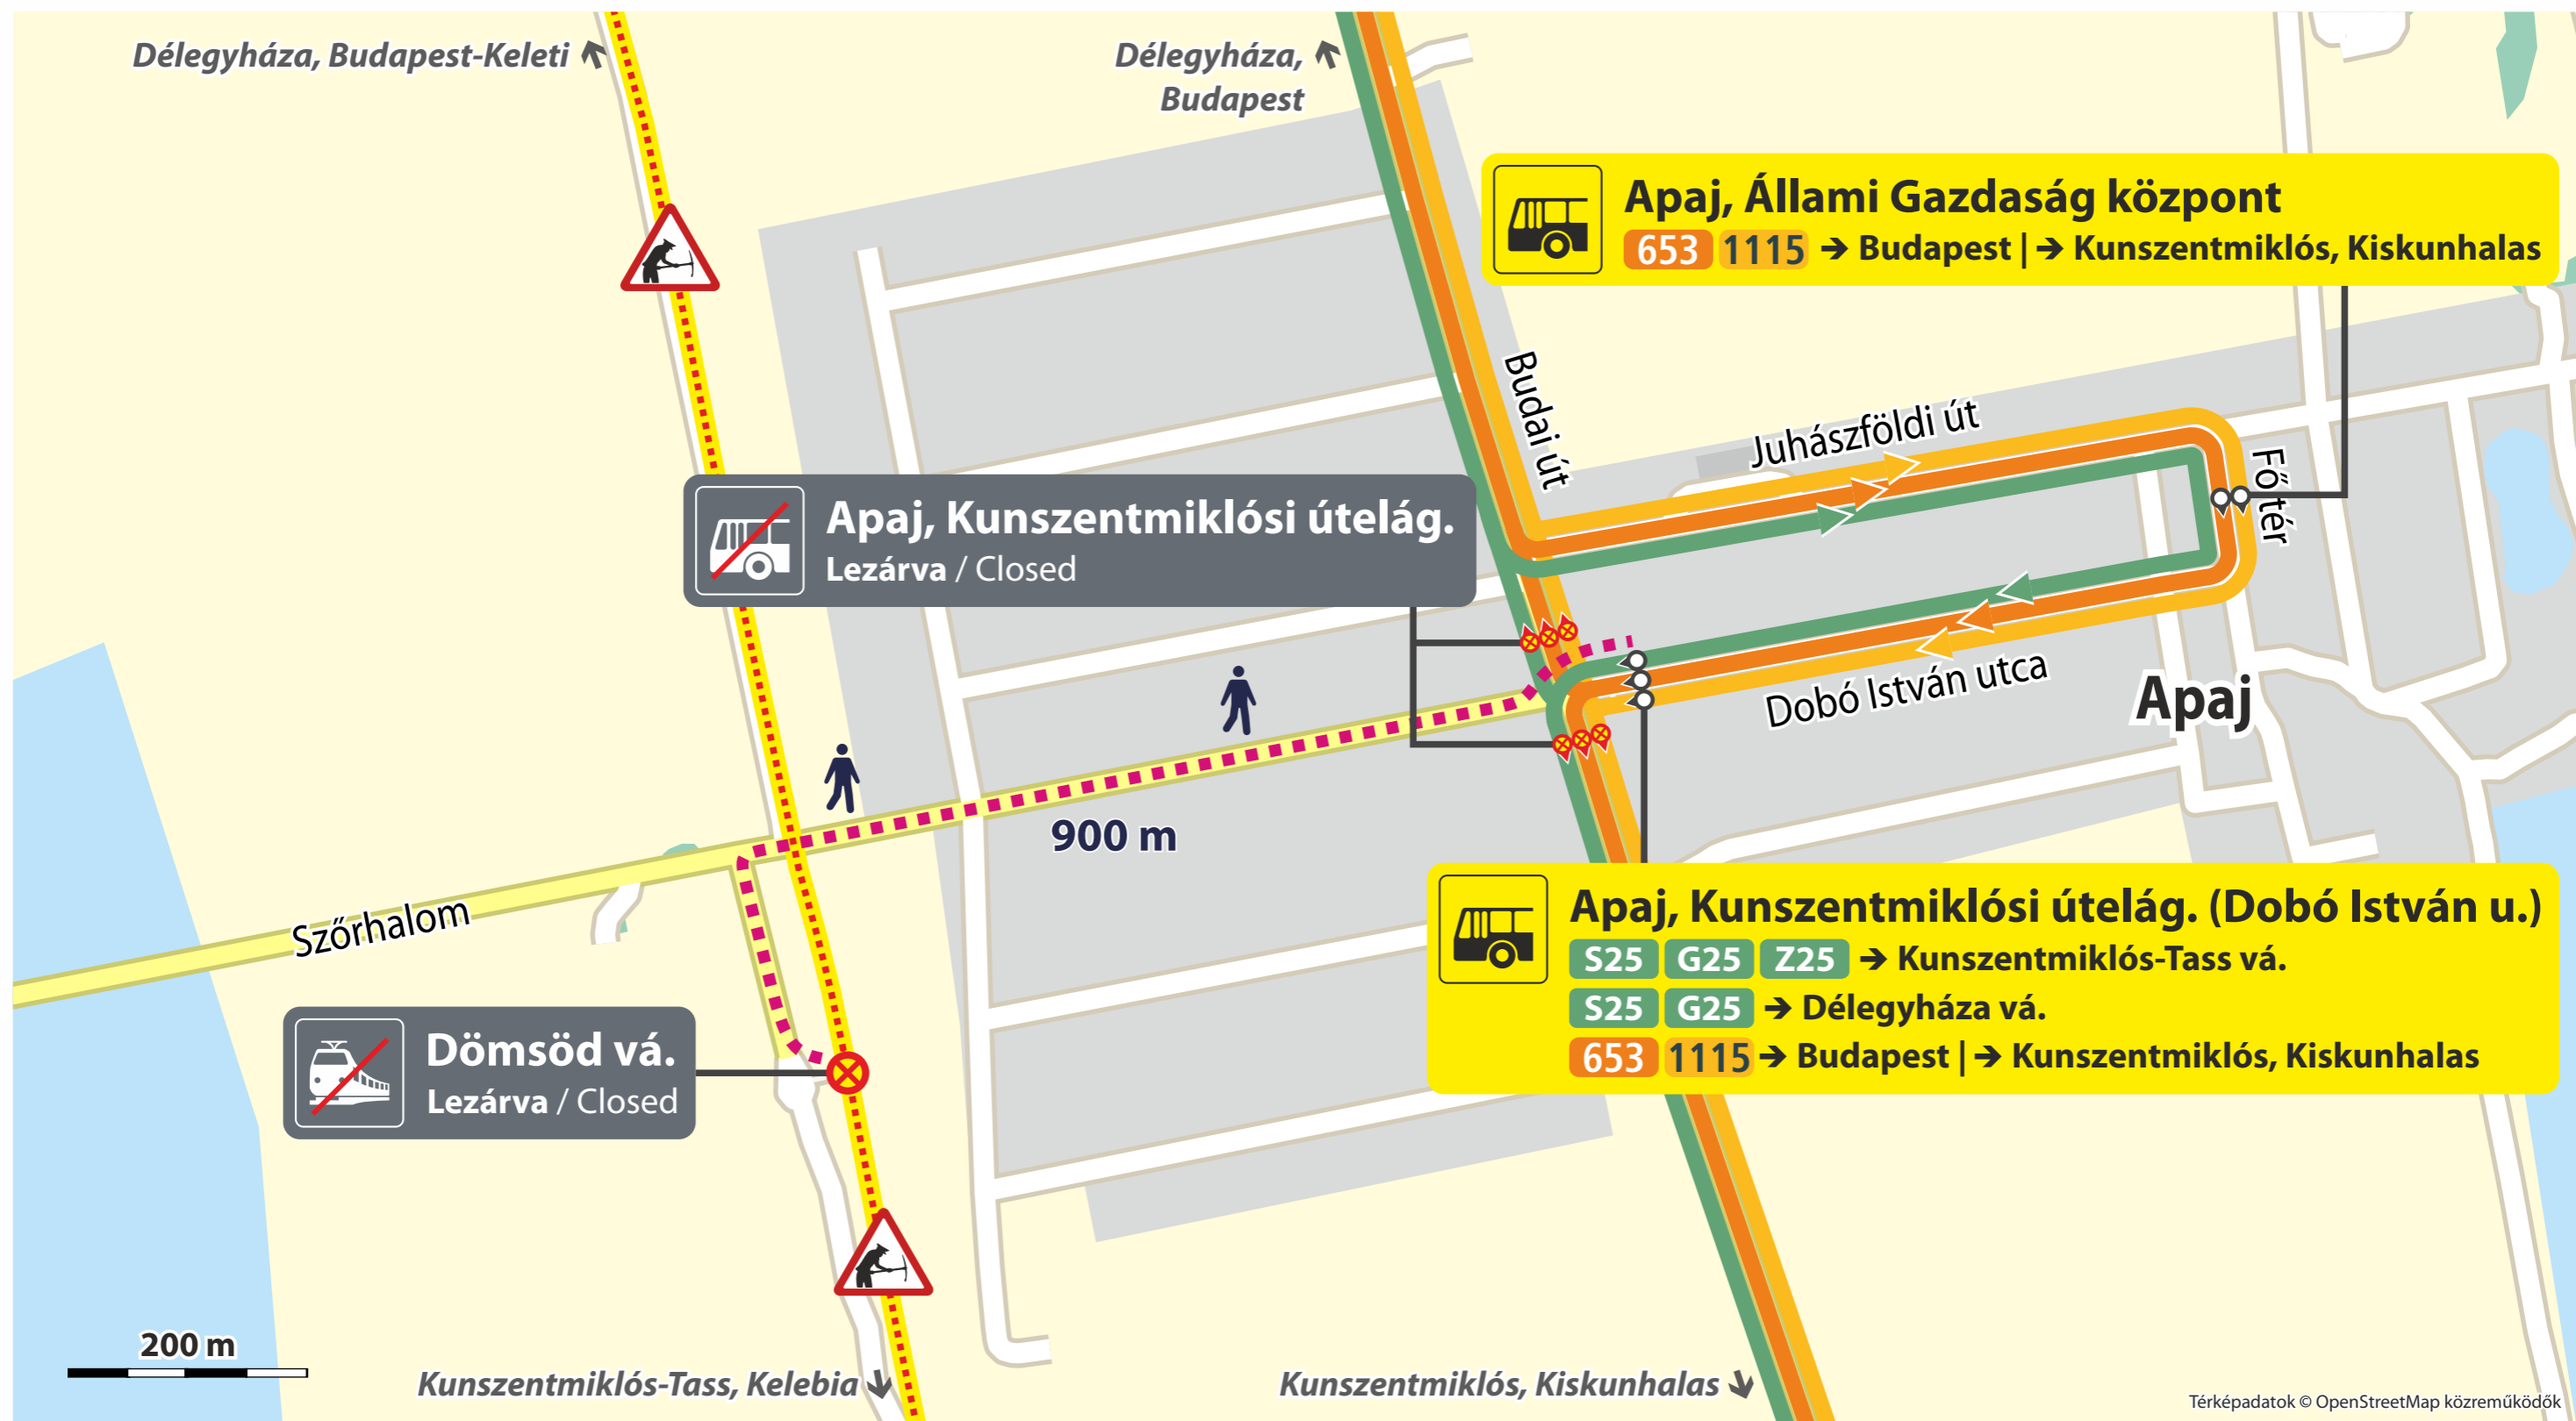 Délegyháza, Budapest-Keleti
Délegyháza,
Budapest
Apaj, Állami Gazdaság központ
653 1115 → Budapest | → Kunszentmiklós, Kiskunhalas
Budai út
Juhászföldi út
Fő tér
Apaj, Kunszentmiklósi útelág.
Lezárva / Closed
Dobó István utca
Apaj
900 m
Szőrhalom
Apaj, Kunszentmiklósi útelág. (Dobó István u.)
S25 G25 Z25 → Kunszentmiklós-Tass vá.
S25 G25 → Délegyháza vá.
653 1115 → Budapest | → Kunszentmiklós, Kiskunhalas
Dömsöd vá.
Lezárva / Closed
200 m
Kunszentmiklós-Tass, Kelebia
Kunszentmiklós, Kiskunhalas
Térképadatok © OpenStreetMap közreműködők